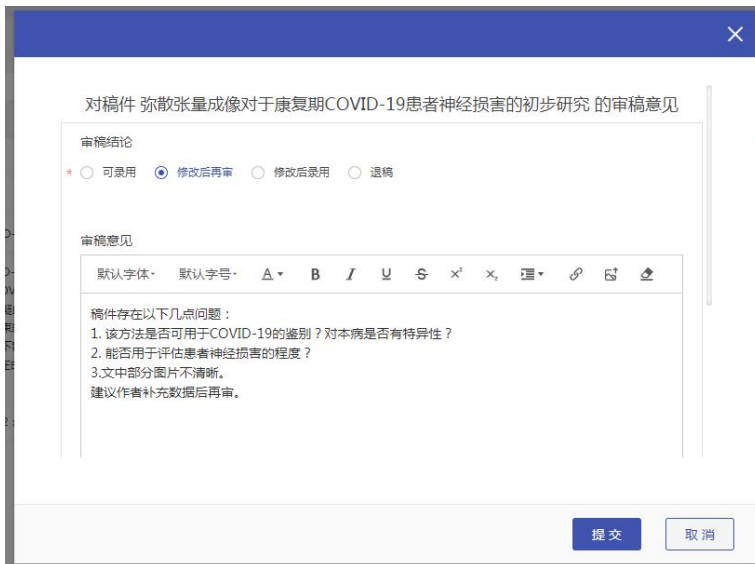 对稿件 弥散张量成像对于康复期COVID-19患者神经损害的初步研究 的审稿意见
审稿结论
* 可录用 修改后再审 修改后录用 退稿
审稿意见
默认字体 默认字号 A B I U S x² x₂
稿件存在以下几点问题：
1. 该方法是否可用于COVID-19的鉴别？对本病是否有特异性？
2. 能否用于评估患者神经损害的程度？
3.文中部分图片不清晰。
建议作者补充数据后再审。
提交 取消